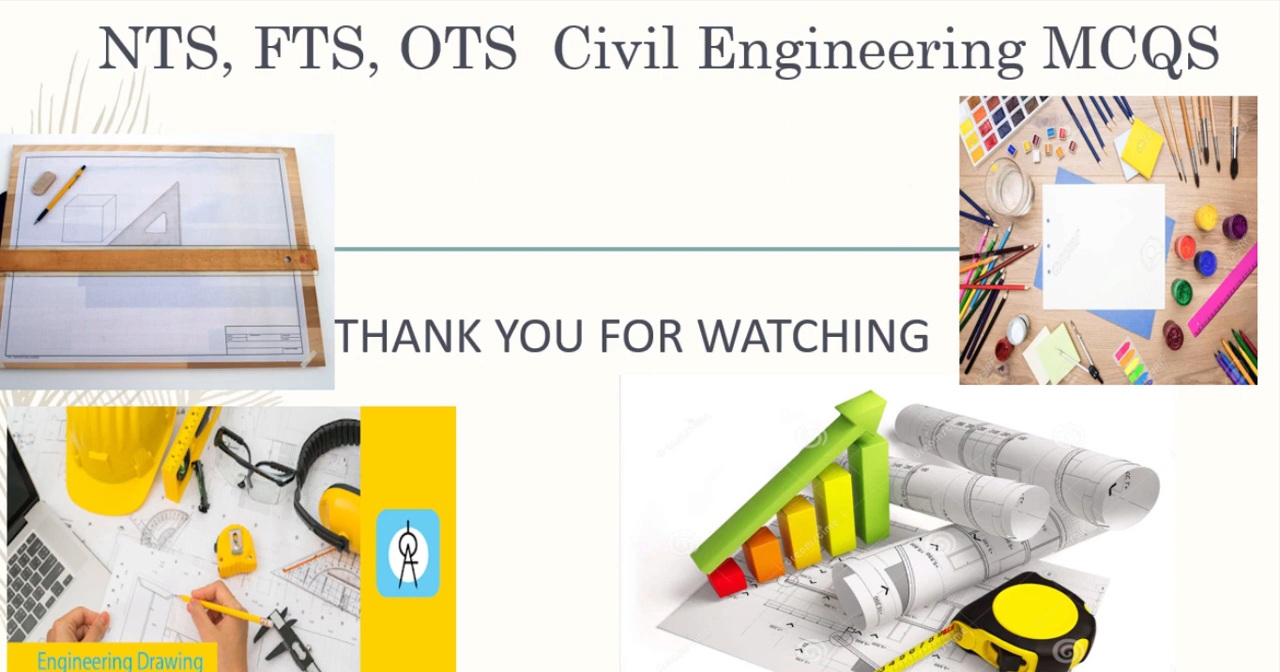 NTS, FTS, OTS Civil Engineering MCQS
THANK YOU FOR WATCHING
Engineering Drawing